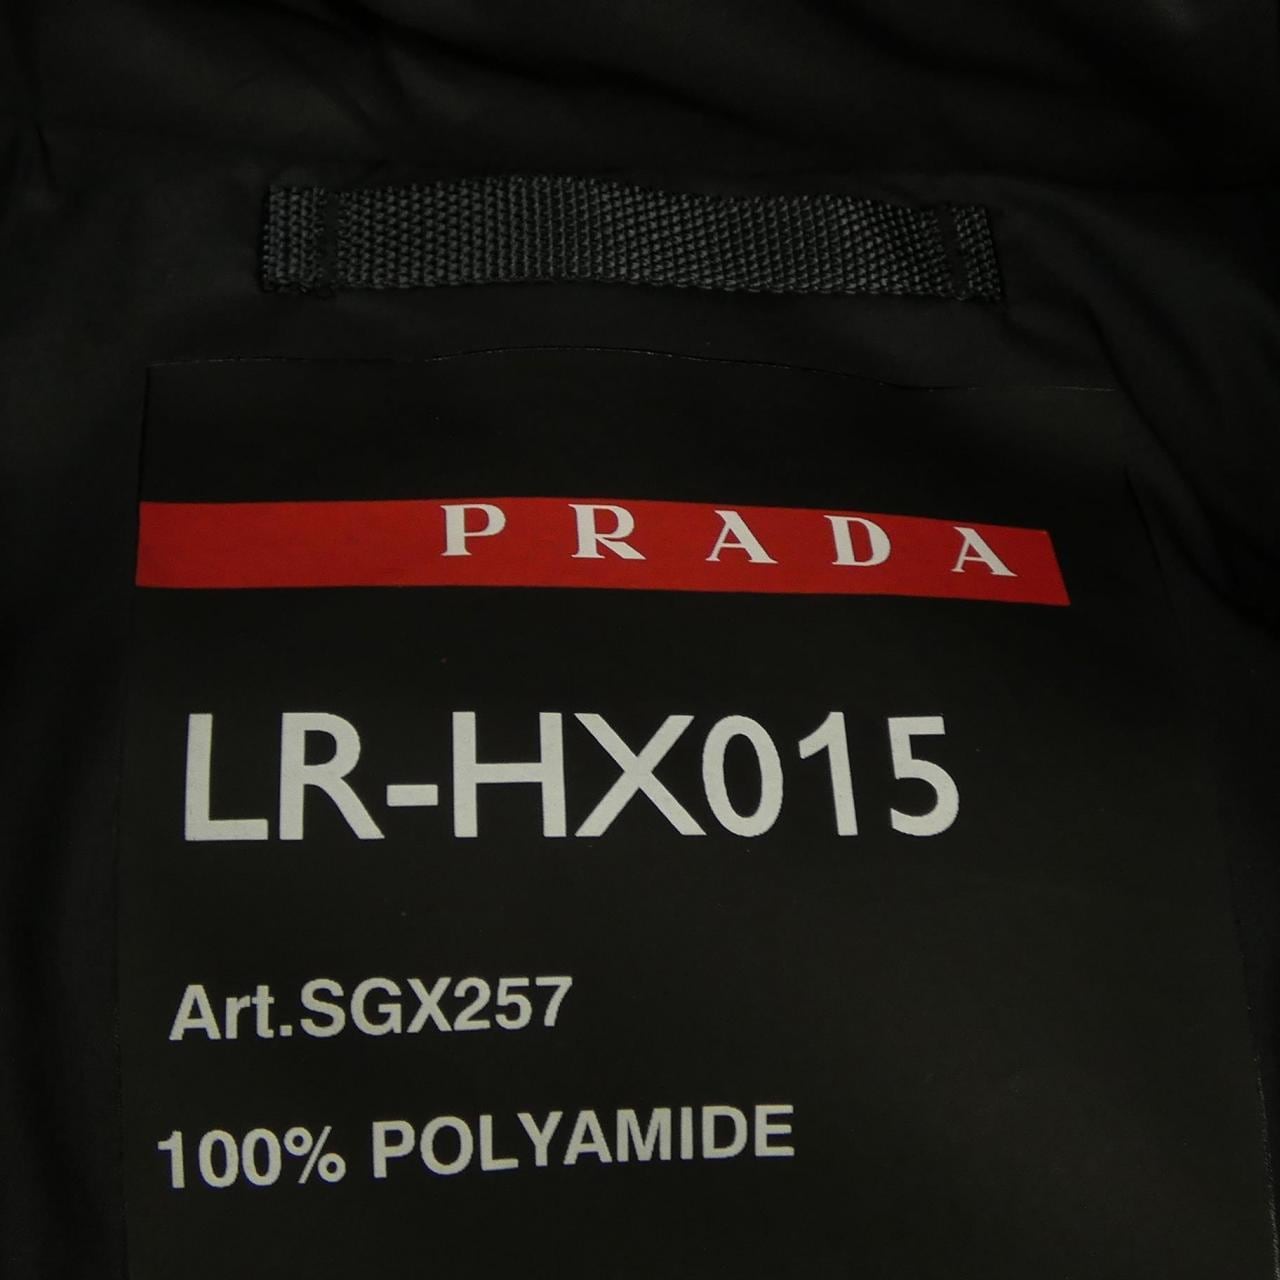 PRADA
LR-HX015
Art.SGX257
100% POLYAMIDE